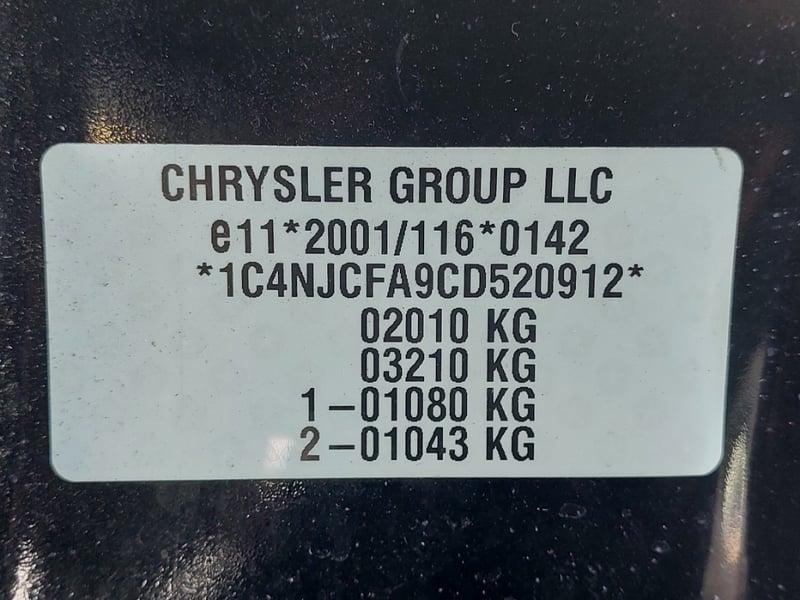 CHRYSLER GROUP LLC
e11*2001/116*0142
*1C4NJCFA9CD520912*
02010 KG
03210 KG
1-01080 KG
2-01043 KG